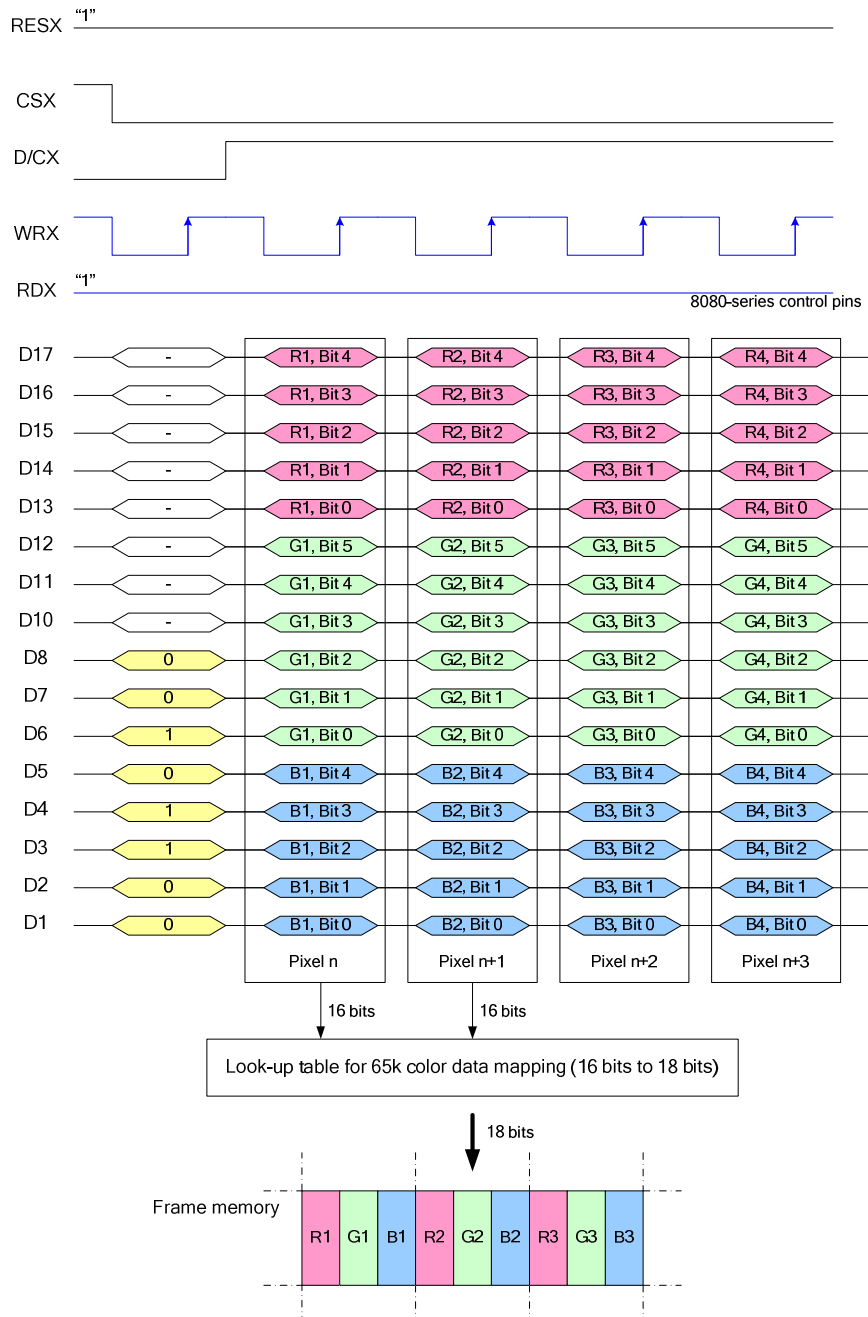 RESX “1”
CSX
D/CX
WRX
RDX “1”
8080-series control pins
D17 - R1, Bit 4 R2, Bit 4 R3, Bit 4 R4, Bit 4
D16 - R1, Bit 3 R2, Bit 3 R3, Bit 3 R4, Bit 3
D15 - R1, Bit 2 R2, Bit 2 R3, Bit 2 R4, Bit 2
D14 - R1, Bit 1 R2, Bit 1 R3, Bit 1 R4, Bit 1
D13 - R1, Bit 0 R2, Bit 0 R3, Bit 0 R4, Bit 0
D12 - G1, Bit 5 G2, Bit 5 G3, Bit 5 G4, Bit 5
D11 - G1, Bit 4 G2, Bit 4 G3, Bit 4 G4, Bit 4
D10 - G1, Bit 3 G2, Bit 3 G3, Bit 3 G4, Bit 3
D8 0 G1, Bit 2 G2, Bit 2 G3, Bit 2 G4, Bit 2
D7 0 G1, Bit 1 G2, Bit 1 G3, Bit 1 G4, Bit 1
D6 1 G1, Bit 0 G2, Bit 0 G3, Bit 0 G4, Bit 0
D5 0 B1, Bit 4 B2, Bit 4 B3, Bit 4 B4, Bit 4
D4 1 B1, Bit 3 B2, Bit 3 B3, Bit 3 B4, Bit 3
D3 1 B1, Bit 2 B2, Bit 2 B3, Bit 2 B4, Bit 2
D2 0 B1, Bit 1 B2, Bit 1 B3, Bit 1 B4, Bit 1
D1 0 B1, Bit 0 B2, Bit 0 B3, Bit 0 B4, Bit 0
Pixel n Pixel n+1 Pixel n+2 Pixel n+3
16 bits 16 bits
Look-up table for 65k color data mapping (16 bits to 18 bits)
18 bits
Frame memory
R1 G1 B1 R2 G2 B2 R3 G3 B3